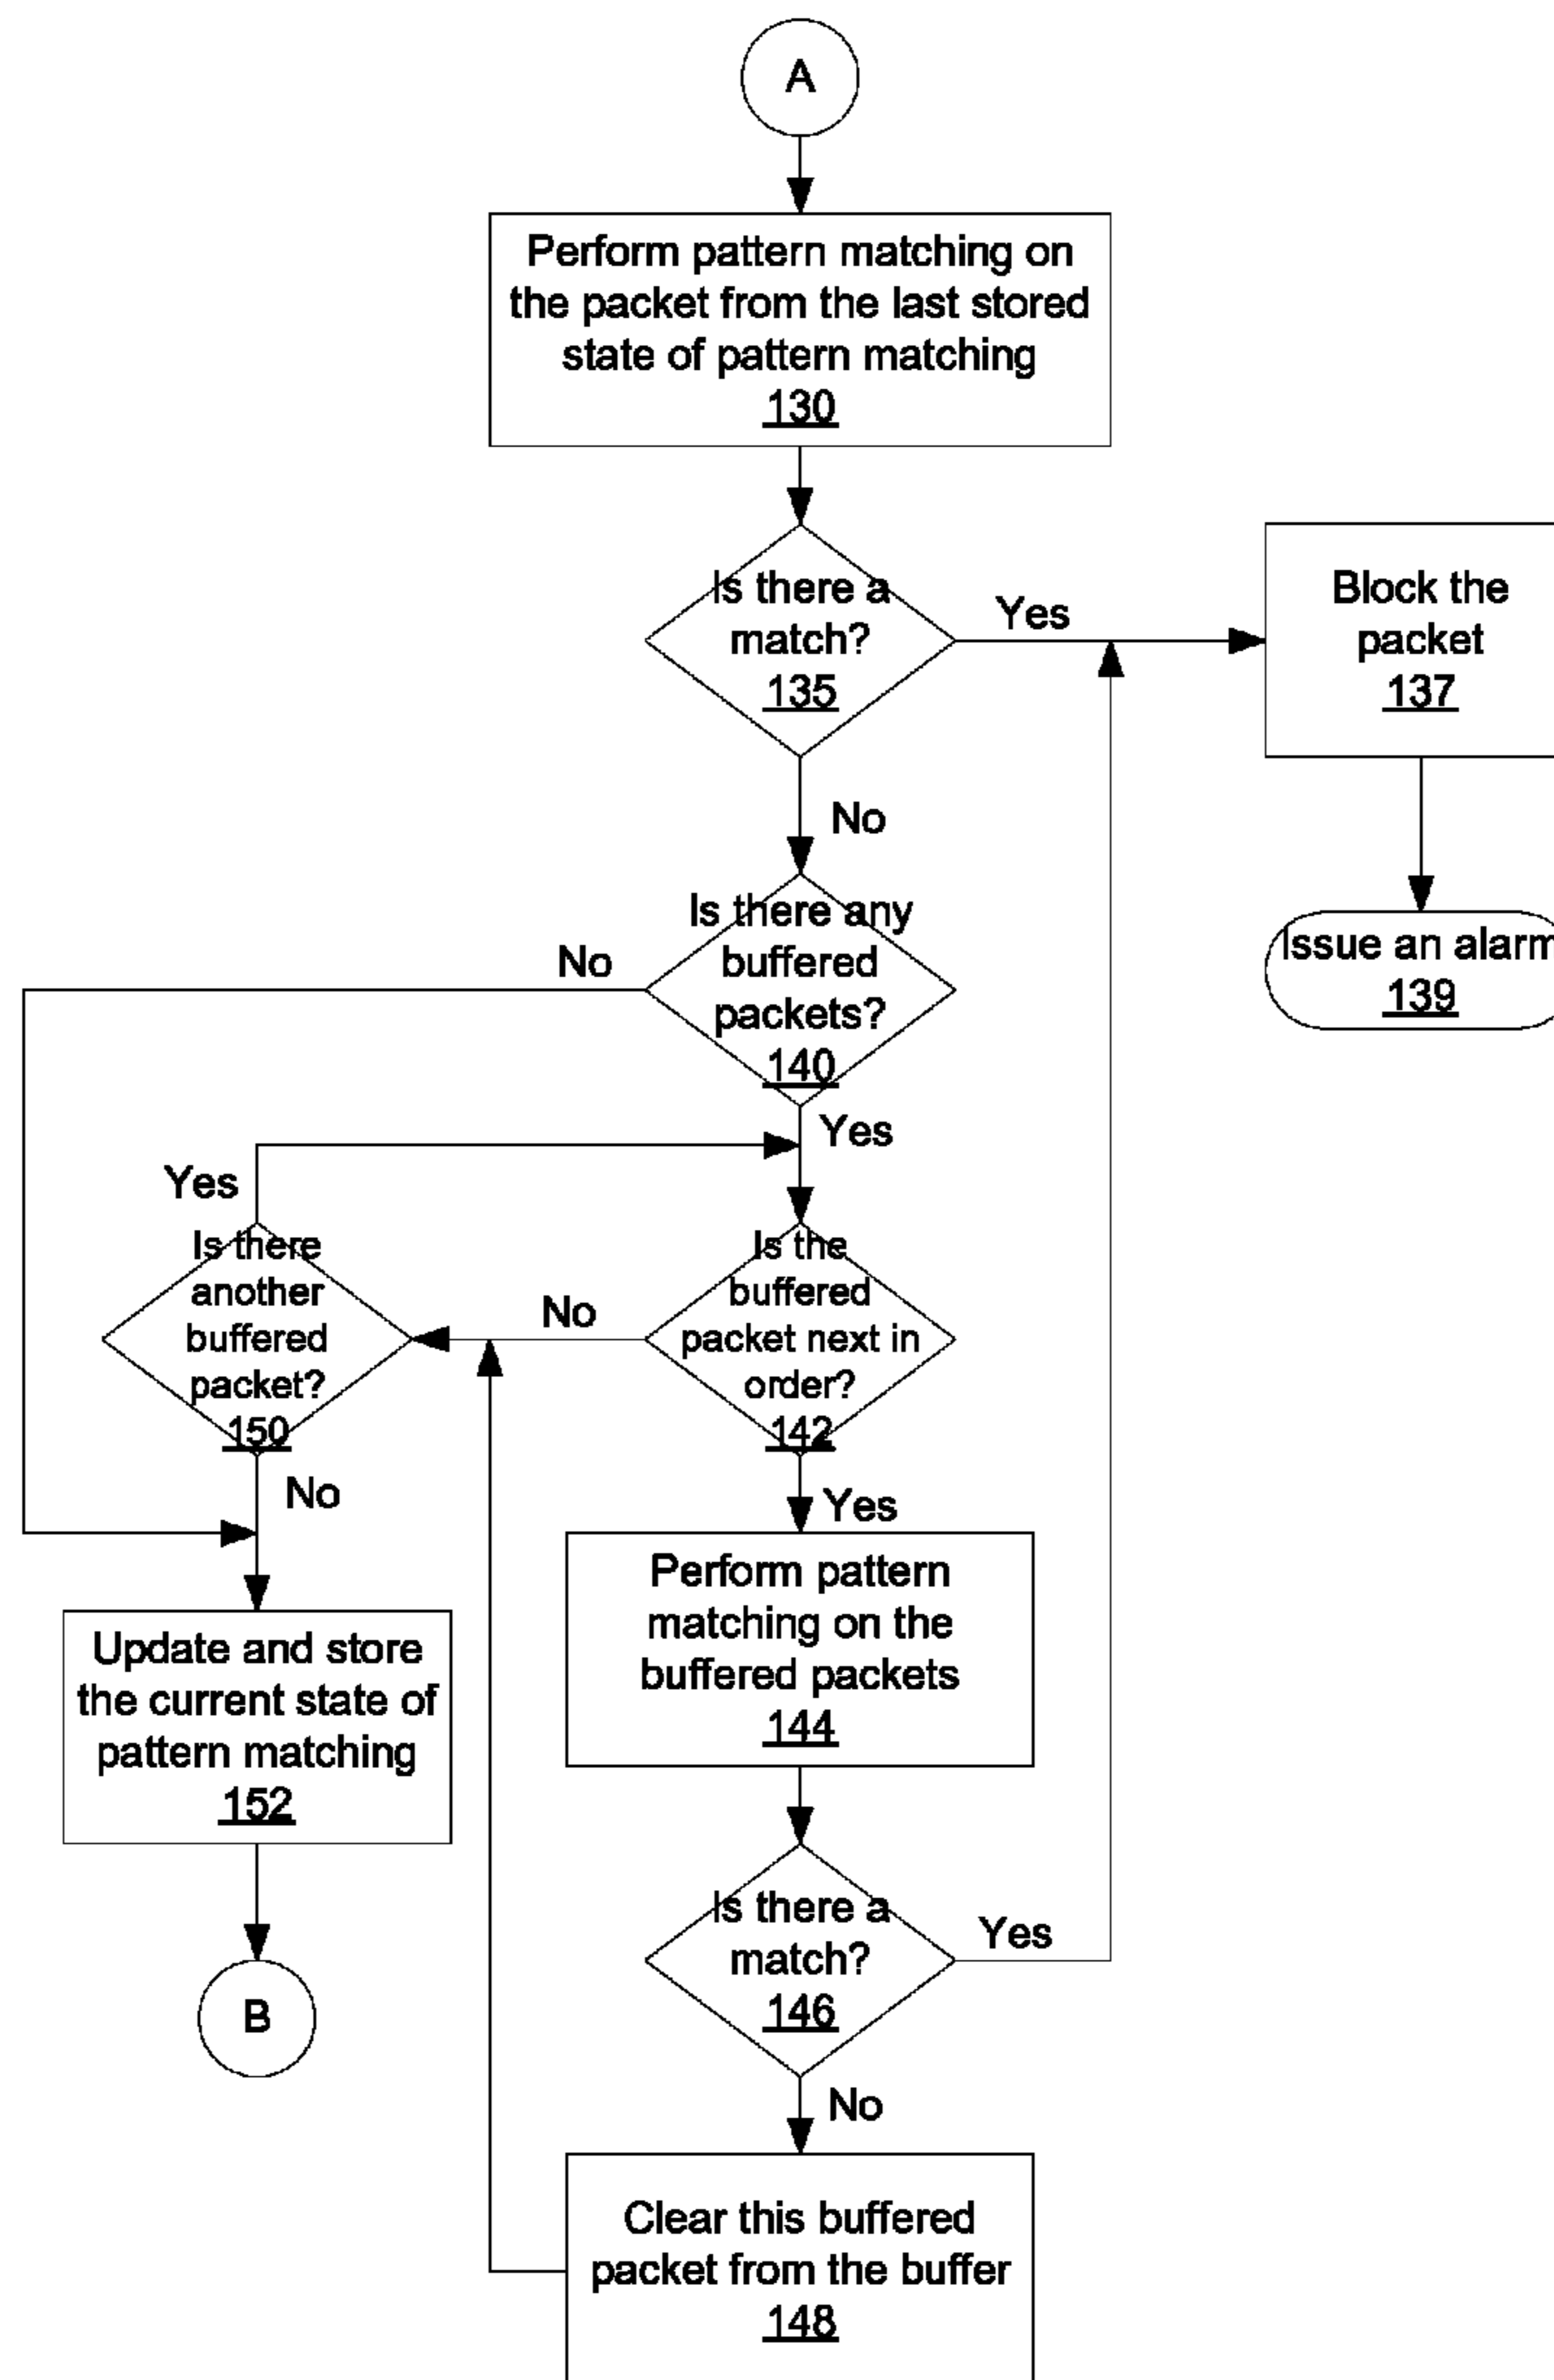 A
Perform pattern matching on
the packet from the last stored
state of pattern matching
130
Is there a
match?
135
Yes
Block the
packet
137
No
Issue an alarm
139
Is there any
buffered
packets?
140
No
Yes
Yes
Is there
another
buffered
packet?
150
No
Is the
buffered
packet next in
order?
142
No
Yes
Update and store
the current state of
pattern matching
152
Perform pattern
matching on the
buffered packets
144
Is there a
match?
146
Yes
B
No
Clear this buffered
packet from the buffer
148